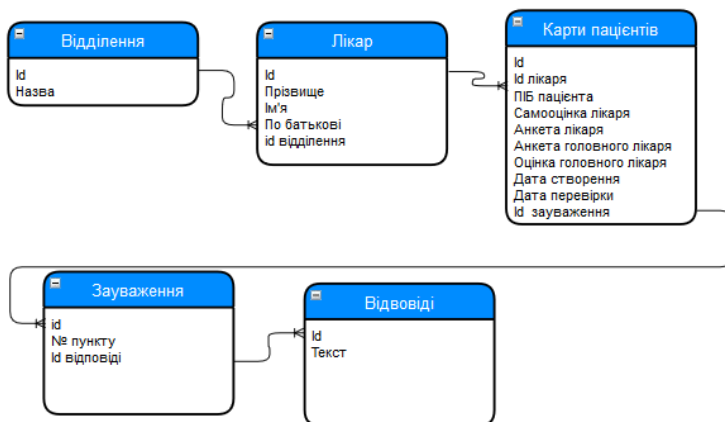 Відділення
Id
Назва
Лікар
Id
Прізвище
Ім'я
По батькові
id відділення
Карти пацієнтів
Id
Id лікаря
ПІБ пацієнта
Самооцінка лікаря
Анкета лікаря
Анкета головного лікаря
Оцінка головного лікаря
Дата створення
Дата перевірки
Id зауваження
Зауваження
id
№ пункту
Id відповіді
Відвовіді
Id
Текст